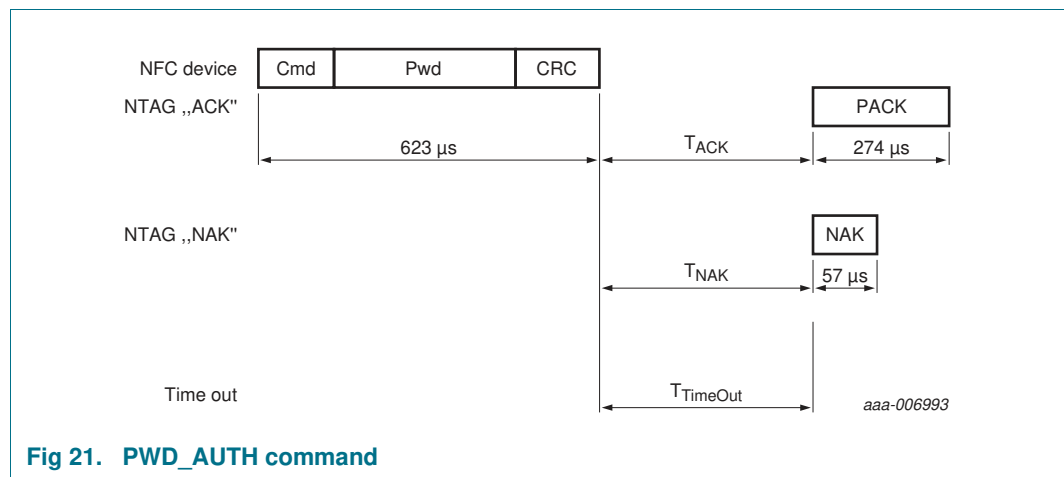 NFC device Cmd Pwd CRC
NTAG ,,ACK" PACK
623 µs TACK 274 µs
NTAG ,,NAK" NAK
TNAK 57 µs
Time out TTimeOut
aaa-006993
Fig 21. PWD_AUTH command